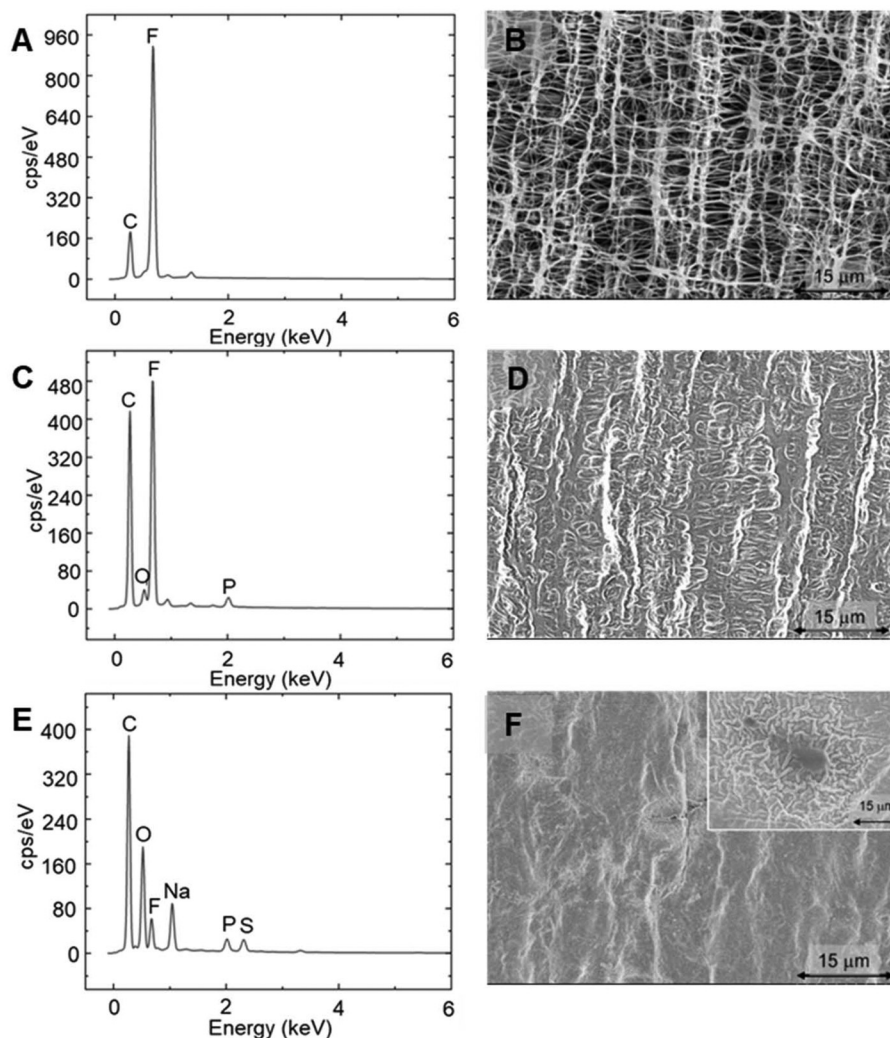 A
cps/eV
960
800
640
480
320
160
0
C
F
0
2
4
6
Energy (keV)
B
15 µm
C
cps/eV
480
400
320
240
160
80
0
C
O
F
P
0
2
4
6
Energy (keV)
D
15 µm
E
cps/eV
400
320
240
160
80
0
C
O
F
Na
P
S
0
2
4
6
Energy (keV)
F
15 µm
15 µm